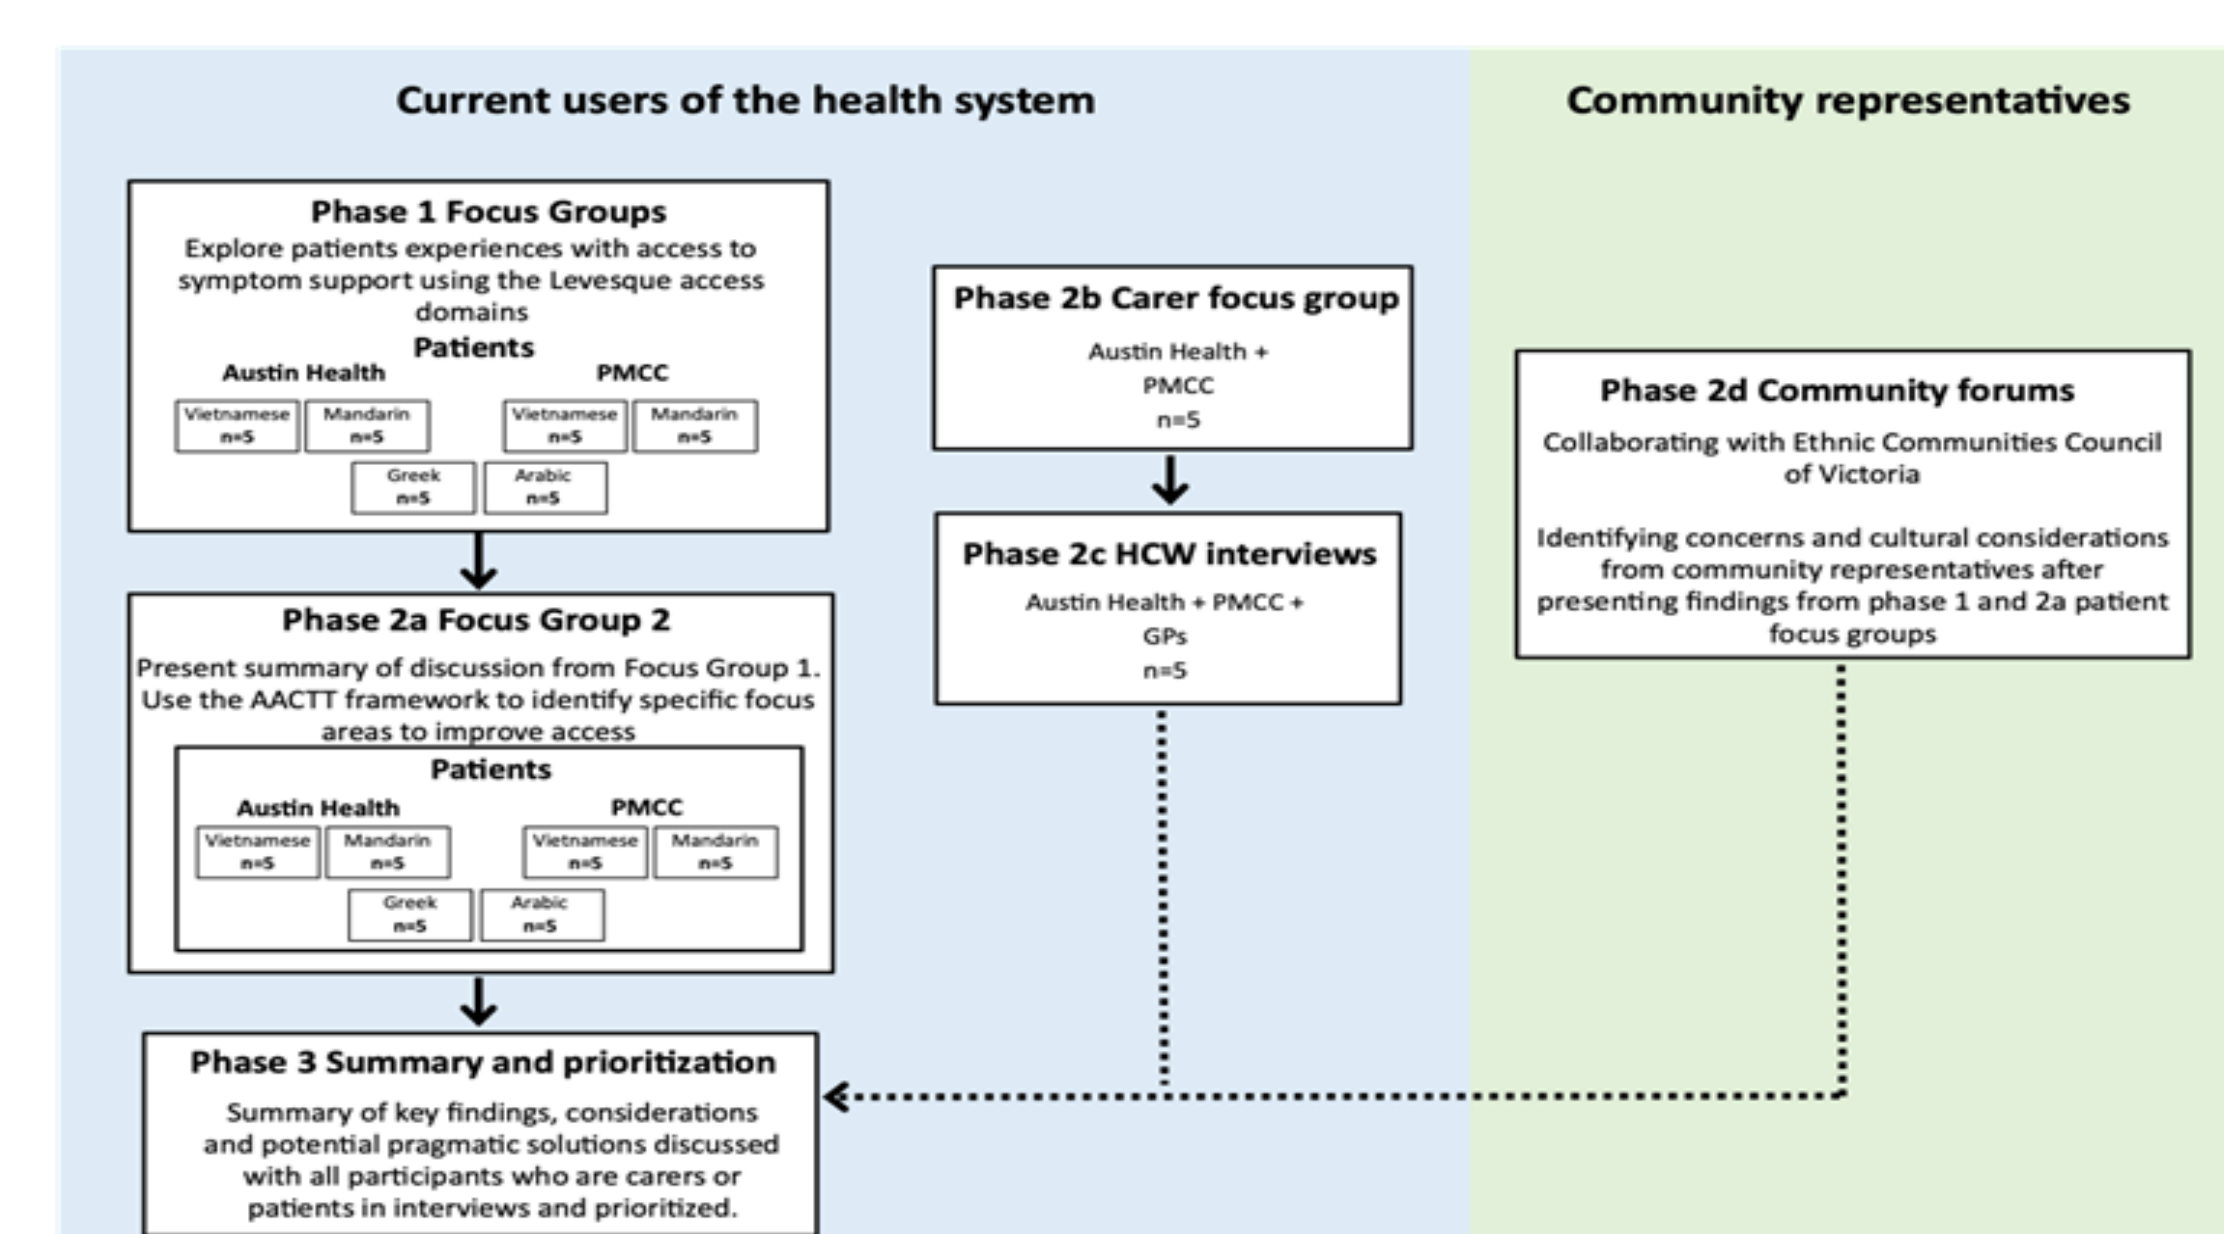 Current users of the health system
Community representatives
Phase 1 Focus Groups
Explore patients experiences with access to
symptom support using the Levesque access
domains
Patients
Austin Health
PMCC
Vietnamese
n=5
Mandarin
n=5
Vietnamese
n=5
Mandarin
n=5
Greek
n=5
Arabic
n=5
Phase 2a Focus Group 2
Present summary of discussion from Focus Group 1.
Use the AACTT framework to identify specific focus
areas to improve access
Patients
Austin Health
PMCC
Vietnamese
n=5
Mandarin
n=5
Vietnamese
n=5
Mandarin
n=5
Greek
n=5
Arabic
n=5
Phase 3 Summary and prioritization
Summary of key findings, considerations
and potential pragmatic solutions discussed
with all participants who are carers or
patients in interviews and prioritized.
Phase 2b Carer focus group
Austin Health +
PMCC
n=5
Phase 2c HCW interviews
Austin Health + PMCC +
GPs
n=5
Phase 2d Community forums
Collaborating with Ethnic Communities Council
of Victoria
Identifying concerns and cultural considerations
from community representatives after
presenting findings from phase 1 and 2a patient
focus groups